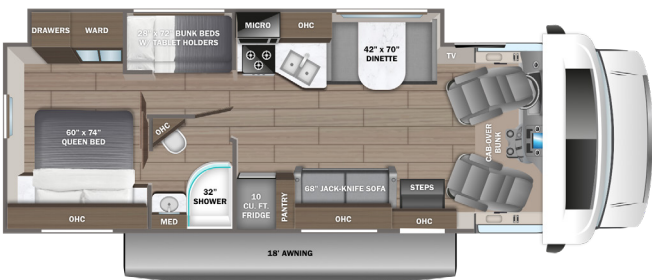 DRAWERS
WARD
28" x 72" BUNK BEDS
W. TABLET HOLDERS
MICRO
OHC
42" x 70"
DINETTE
TV
60" x 74"
QUEEN BED
OHC
CAB-OVER
BUNK
32"
SHOWER
10
CU. FT.
FRIDGE
PANTRY
68" JACK-KNIFE SOFA
STEPS
OHC
MED
OHC
OHC
18' AWNING